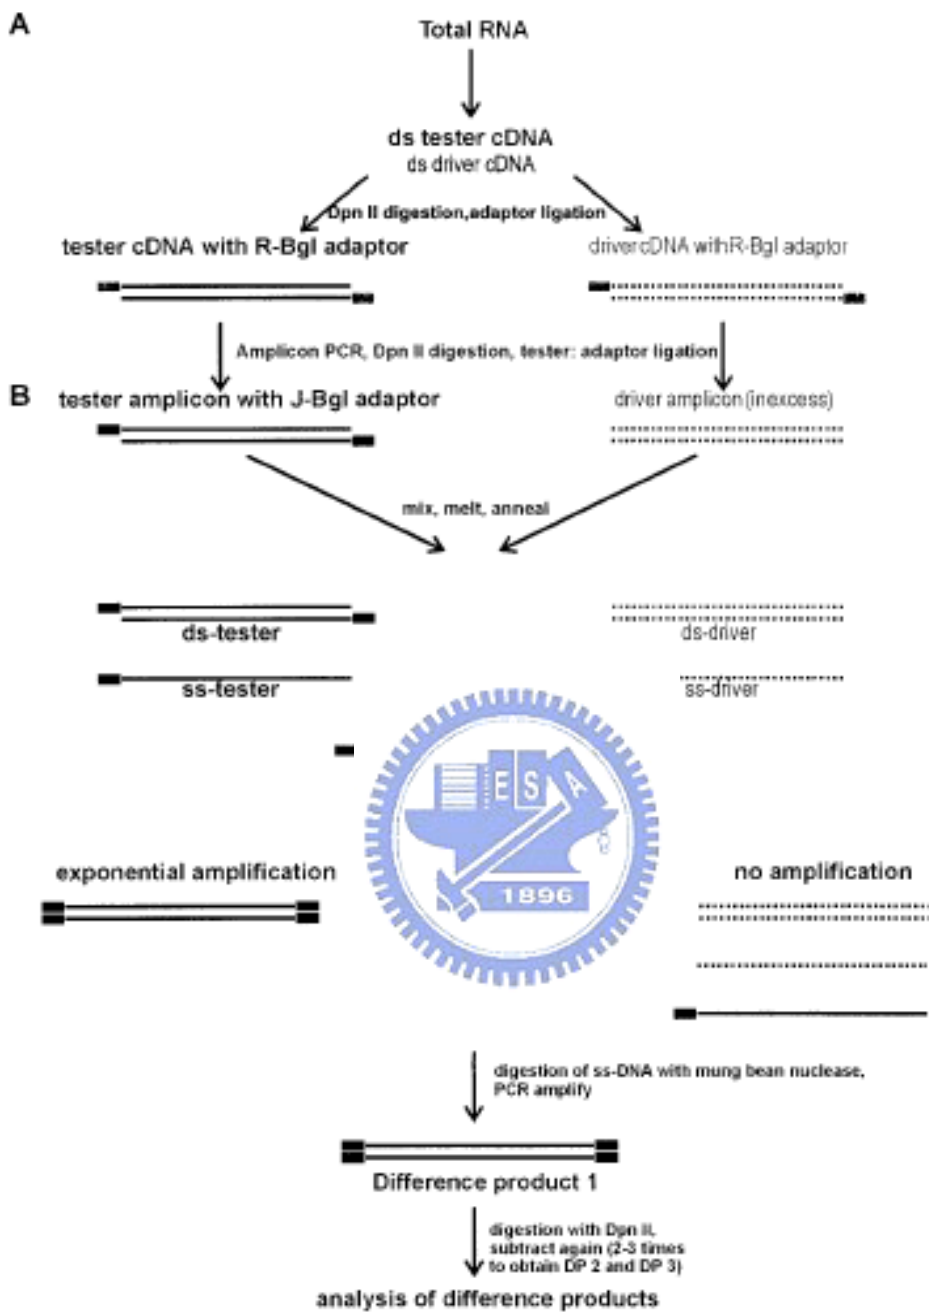 A
Total RNA
ds tester cDNA
ds driver cDNA
Dpn II digestion,adaptor ligation
tester cDNA with R-Bgl adaptor
drivercDNA withR-Bgl adaptor
Amplicon PCR, Dpn II digestion, tester: adaptor ligation
B
tester amplicon with J-Bgl adaptor
driver amplicon(inexcess)
mix, melt, anneal
ds-tester
ds-driver
ss-tester
ss-driver
E S A
1896
exponential amplification
no amplification
digestion of ss-DNA with mung bean nuclease,
PCR amplify
Difference product 1
digestion with Dpn II,
subtract again (2-3 times
to obtain DP 2 and DP 3)
analysis of difference products